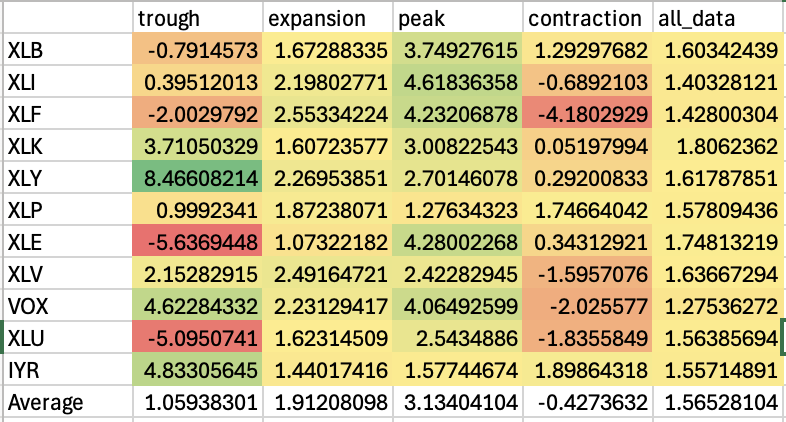 trough expansion peak contraction all_data
XLB -0.7914573 1.67288335 3.74927615 1.29297682 1.60342439
XLI 0.39512013 2.19802771 4.61836358 -0.6892103 1.40328121
XLF -2.0029792 2.55334224 4.23206878 -4.1802929 1.42800304
XLK 3.71050329 1.60723577 3.00822543 0.05197994 1.8062362
XLY 8.46608214 2.26953851 2.70146078 0.29200833 1.61787851
XLP 0.9992341 1.87238071 1.27634323 1.74664042 1.57809436
XLE -5.6369448 1.07322182 4.28002268 0.34312921 1.74813219
XLV 2.15282915 2.49164721 2.42282945 -1.5957076 1.63667294
VOX 4.62284332 2.23129417 4.06492599 -2.025577 1.27536272
XLU -5.0950741 1.62314509 2.5434886 -1.8355849 1.56385694
IYR 4.83305645 1.44017416 1.57744674 1.89864318 1.55714891
Average 1.05938301 1.91208098 3.13404104 -0.4273632 1.56528104